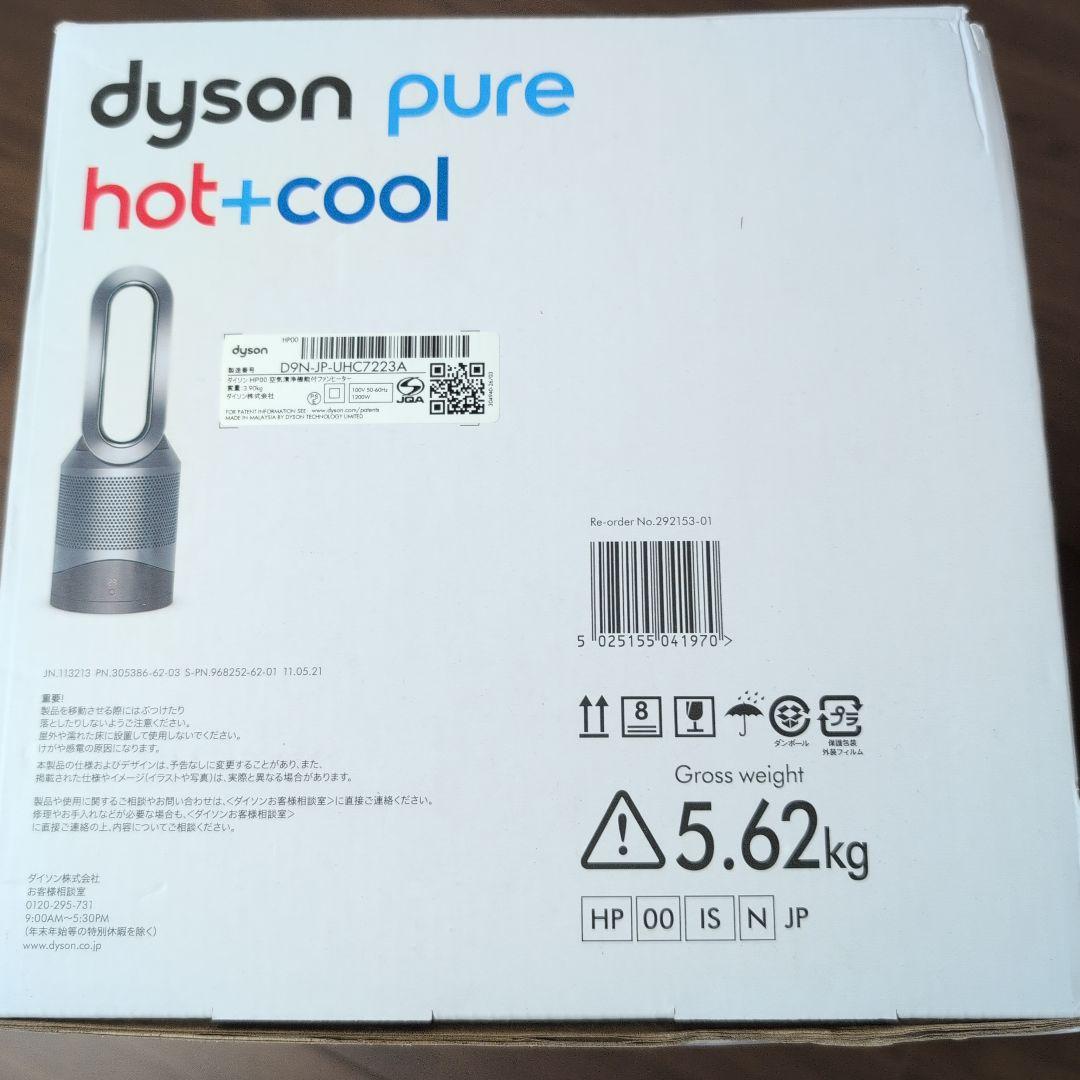 dyson pure
hot+cool
HP00
dyson
製造番号 D9N-JP-UHC7223A
ダイソン HP00 空気清浄機能付ファンヒーター
質量: 3.90kg
ダイソン株式会社
PS
E
100V 50-60Hz
1200W
JQA
FOR PATENT INFORMATION SEE www.dyson.com/patents
MADE IN MALAYSIA BY DYSON TECHNOLOGY LIMITED
Re-order No.292153-01
5 025155 041970 >
JN.113213 PN.305386-62-03 S-PN.968252-62-01 11.05.21
重要!
製品を移動させる際にはぶつけたり
落としたりしないようご注意ください。
屋外や濡れた床に設置して使用しないでください。
けがや感電の原因になります。
本製品の仕様およびデザインは、予告なしに変更することがあり、また、
掲載された仕様やイメージ(イラストや写真)は、実際と異なる場合があります。
製品や使用に関するご相談やお問い合わせは、<ダイソンお客様相談室>に直接ご連絡ください。
修理やお手入れなどが必要な場合も、<ダイソンお客様相談室>
に直接ご連絡の上、内容についてご相談ください。
ダイソン株式会社
お客様相談室
0120-295-731
9:00AM〜5:30PM
(年末年始等の特別休暇を除く)
www.dyson.co.jp
8
プラ
ダンボール
保護包装
外装フィルム
Gross weight
5.62kg
HP 00 IS N JP